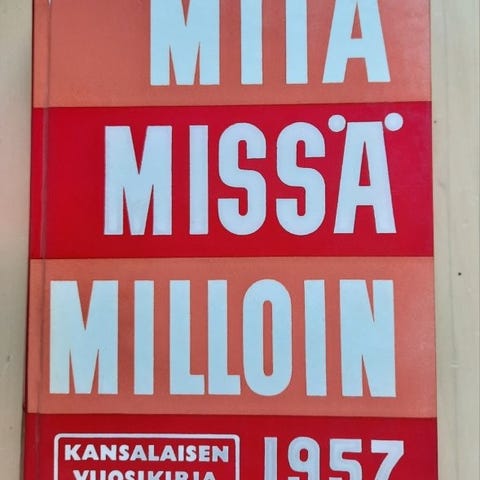 MITÄ
MISSÄ
MILLOIN
KANSALAISEN
VUOSIKIRJA
1957